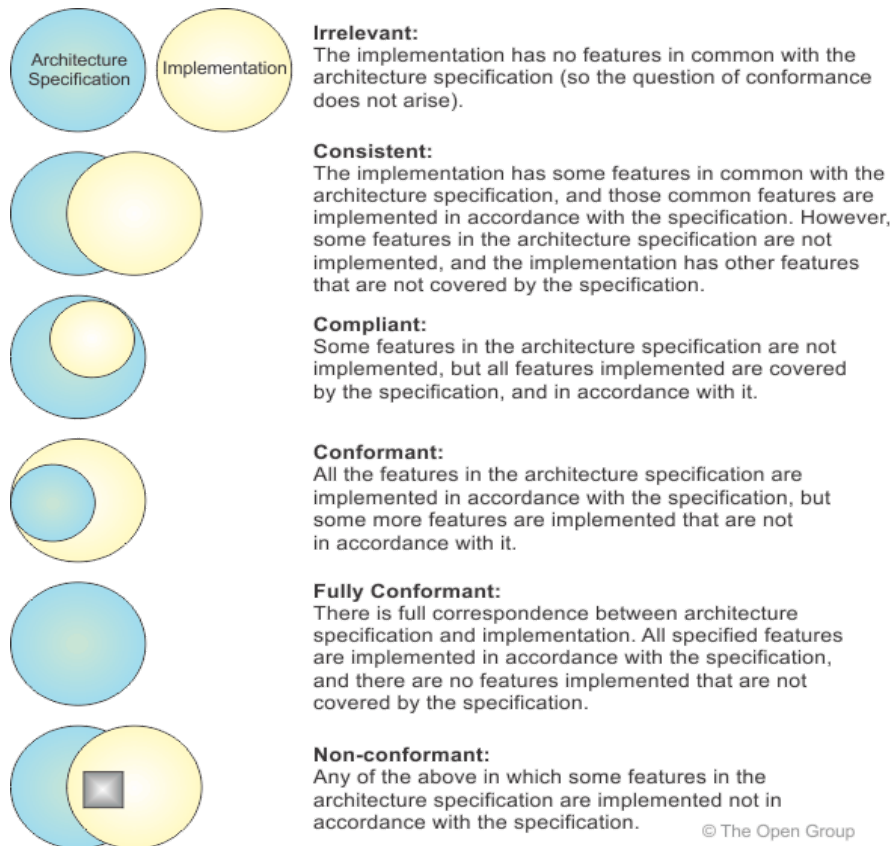 Architecture
Specification
Implementation
Irrelevant:
The implementation has no features in common with the
architecture specification (so the question of conformance
does not arise).
Consistent:
The implementation has some features in common with the
architecture specification, and those common features are
implemented in accordance with the specification. However,
some features in the architecture specification are not
implemented, and the implementation has other features
that are not covered by the specification.
Compliant:
Some features in the architecture specification are not
implemented, but all features implemented are covered
by the specification, and in accordance with it.
Conformant:
All the features in the architecture specification are
implemented in accordance with the specification, but
some more features are implemented that are not
in accordance with it.
Fully Conformant:
There is full correspondence between architecture
specification and implementation. All specified features
are implemented in accordance with the specification,
and there are no features implemented that are not
covered by the specification.
Non-conformant:
Any of the above in which some features in the
architecture specification are implemented not in
accordance with the specification.
© The Open Group